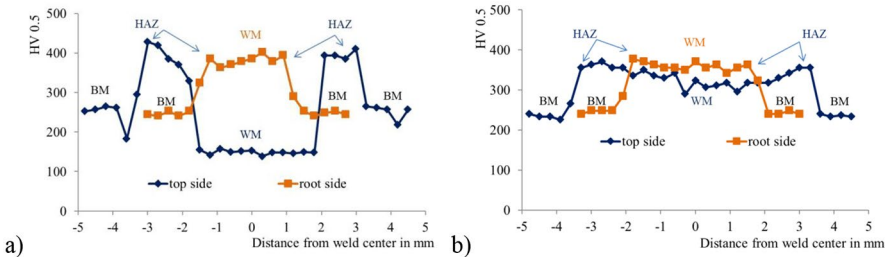 a)
HV 0.5
500
400
300
200
100
0
-5 -4 -3 -2 -1 0 1 2 3 4 5
HAZ
WM
HAZ
BM
BM
BM
BM
WM
top side
root side
Distance from weld center in mm
b)
HV 0.5
500
400
300
200
100
0
-5 -4 -3 -2 -1 0 1 2 3 4 5
HAZ
WM
HAZ
BM
BM
WM
BM
BM
top side
root side
Distance from weld center in mm